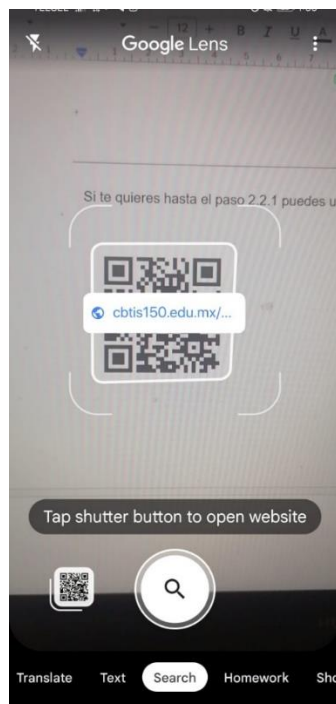 12 + B I U A
Google Lens
Si te quieres hasta el paso 2.2.1 puedes u
cbtis150.edu.mx/...
Tap shutter button to open website
Translate Text Search Homework Sho